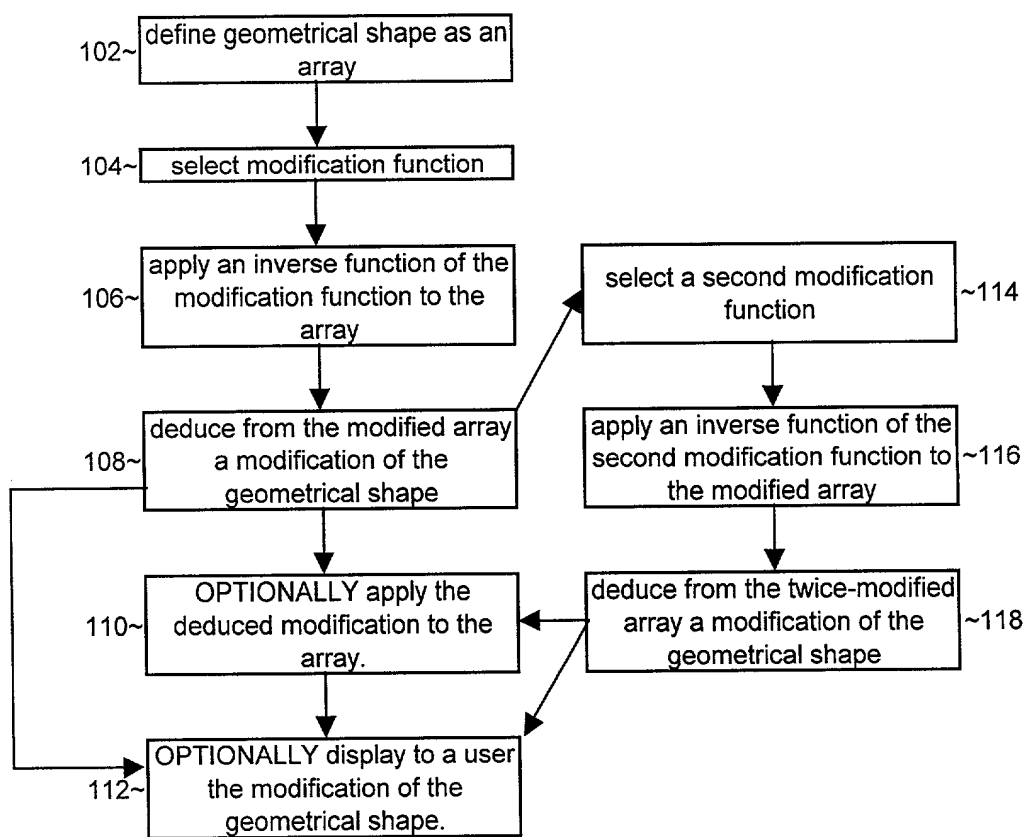 102~
define geometrical shape as an
array
104~
select modification function
106~
apply an inverse function of the
modification function to the
array
108~
deduce from the modified array
a modification of the
geometrical shape
110~
OPTIONALLY apply the
deduced modification to the
array.
112~
OPTIONALLY display to a user
the modification of the
geometrical shape.
select a second modification
function
~114
apply an inverse function of the
second modification function to
the modified array
~116
deduce from the twice-modified
array a modification of the
geometrical shape
~118